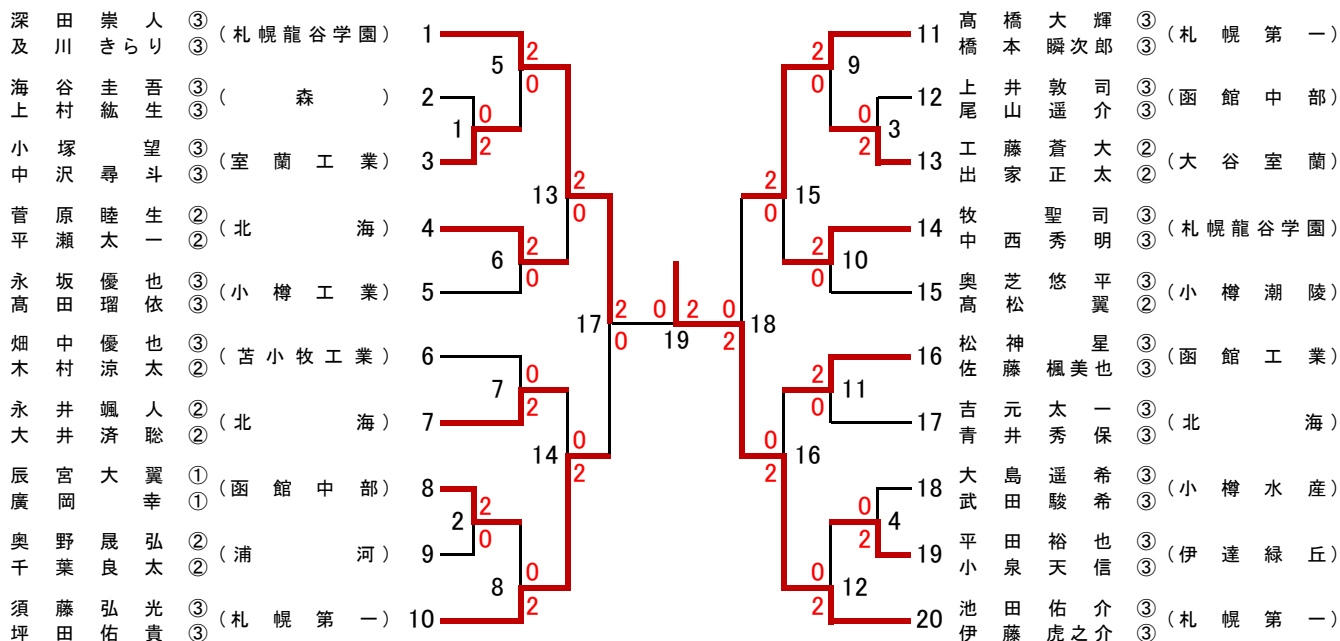 深田崇人 ③
及川きらり ③
(札幌龍谷学園) 1
海谷圭吾 ③
上村紘生 ③
(森) 2
小塚望 ③
中沢尋斗 ③
(室蘭工業) 3
菅原睦生 ②
平瀬太一 ②
(北海) 4
永坂優也 ③
髙田瑠依 ③
(小樽工業) 5
畑中優也 ③
木村涼太 ②
(苫小牧工業) 6
永井颯人 ②
大井済聡 ②
(北海) 7
辰宮大翼 ①
廣岡幸 ①
(函館中部) 8
奥野晟弘 ②
千葉良太 ②
(浦河) 9
須藤弘光 ③
坪田佑貴 ③
(札幌第一) 10
1
0
2
2
2
0
5
2
0
6
2
0
7
0
2
8
0
2
13
2
0
14
0
2
17
2
0
19
0 2
18
0
2
15
2
0
16
0
2
9
2
0
3
0
2
10
2
0
11
2
0
4
0
2
12
0
2
11 髙橋大輝 ③
橋本瞬次郎 ③
(札幌第一)
12 上井敦司 ③
尾山遥介 ③
(函館中部)
13 工藤蒼大 ②
出家正太 ②
(大谷室蘭)
14 牧聖司 ③
中西秀明 ③
(札幌龍谷学園)
15 奥芝悠平 ③
髙松翼 ②
(小樽潮陵)
16 松神星 ③
佐藤楓美也 ③
(函館工業)
17 吉元太一 ③
青井秀保 ③
(北海)
18 大島遥希 ③
武田駿希 ③
(小樽水産)
19 平田裕也 ③
小泉天信 ③
(伊達緑丘)
20 池田佑介 ③
伊藤虎之介 ③
(札幌第一)